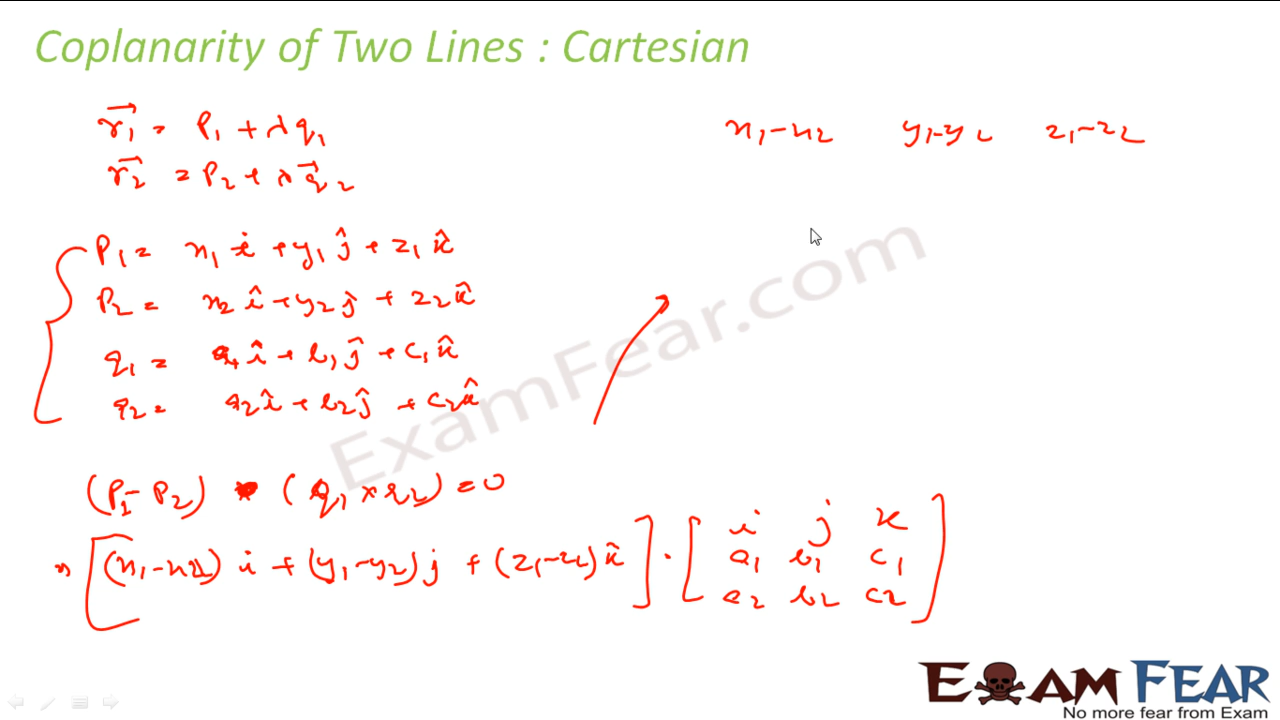 Coplanarity of Two Lines : Cartesian
r⃗₁ = P₁ + λq₁
r⃗₂ = P₂ + λq⃗₂
x₁-x₂ y₁-y₂ z₁-z₂
P₁ = x₁ i + y₁ ĵ + z₁ k̂
P₂ = x₂ î + y₂ ĵ + z₂ k̂
q₁ = a₁ î + b₁ ĵ + c₁ k̂
q₂ = a₂ î + b₂ ĵ + c₂ k̂
ExamFear.com
(P₁ - P₂) • (q₁ × q₂) = 0
[(x₁-x₂) i + (y₁-y₂) j + (z₁-z₂) k̂] . [i j k
a₁ b₁ c₁
a₂ b₂ c₂]
EXAM FEAR
No more fear from Exam